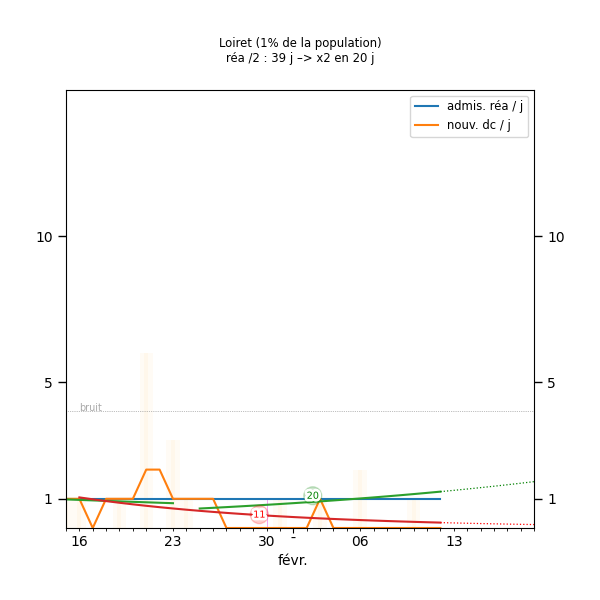 Loiret (1% de la population)
réa /2 : 39 j –> x2 en 20 j
admis. réa / j
nouv. dc / j
10
10
5
5
bruit
20
11
1
1
16
23
30
-
06
13
févr.